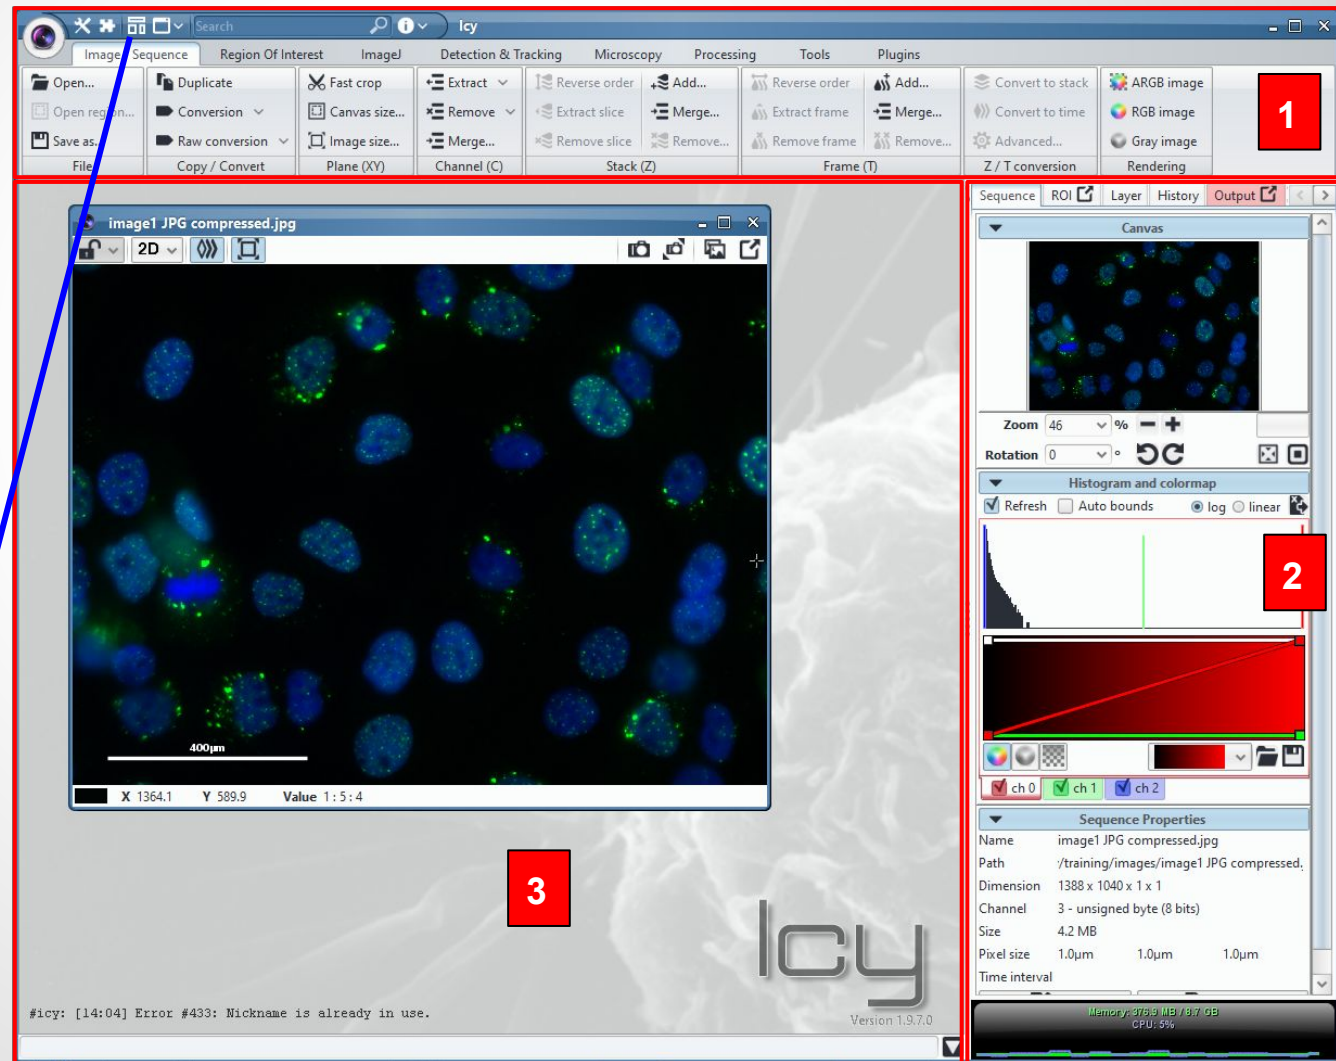 Search
Icy
Image / Sequence Region Of Interest ImageJ Detection & Tracking Microscopy Processing Tools Plugins
Open... Duplicate Fast crop Extract Reverse order Add... Reverse order Add... Convert to stack ARGB image
Open region... Conversion Canvas size... Remove Extract slice Merge... Extract frame Merge... Convert to time RGB image
Save as... Raw conversion Image size... Merge... Remove slice Remove... Remove frame Remove... Advanced... Gray image
File Copy / Convert Plane (XY) Channel (C) Stack (Z) Frame (T) Z / T conversion Rendering
1
image1 JPG compressed.jpg
2D
400µm
X 1364.1 Y 589.9 Value 1 : 5 : 4
3
Icy
Version 1.9.7.0
#icy: [14:04] Error #433: Nickname is already in use.
Sequence ROI Layer History Output
Canvas
Zoom 46 %
Rotation 0 °
Histogram and colormap
Refresh Auto bounds log linear
2
ch 0 ch 1 ch 2
Sequence Properties
Name image1 JPG compressed.jpg
Path :/training/images/image1 JPG compressed.
Dimension 1388 x 1040 x 1 x 1
Channel 3 - unsigned byte (8 bits)
Size 4.2 MB
Pixel size 1.0µm 1.0µm 1.0µm
Time interval
Memory: 376.9 MB / 8.7 GB
CPU: 5%